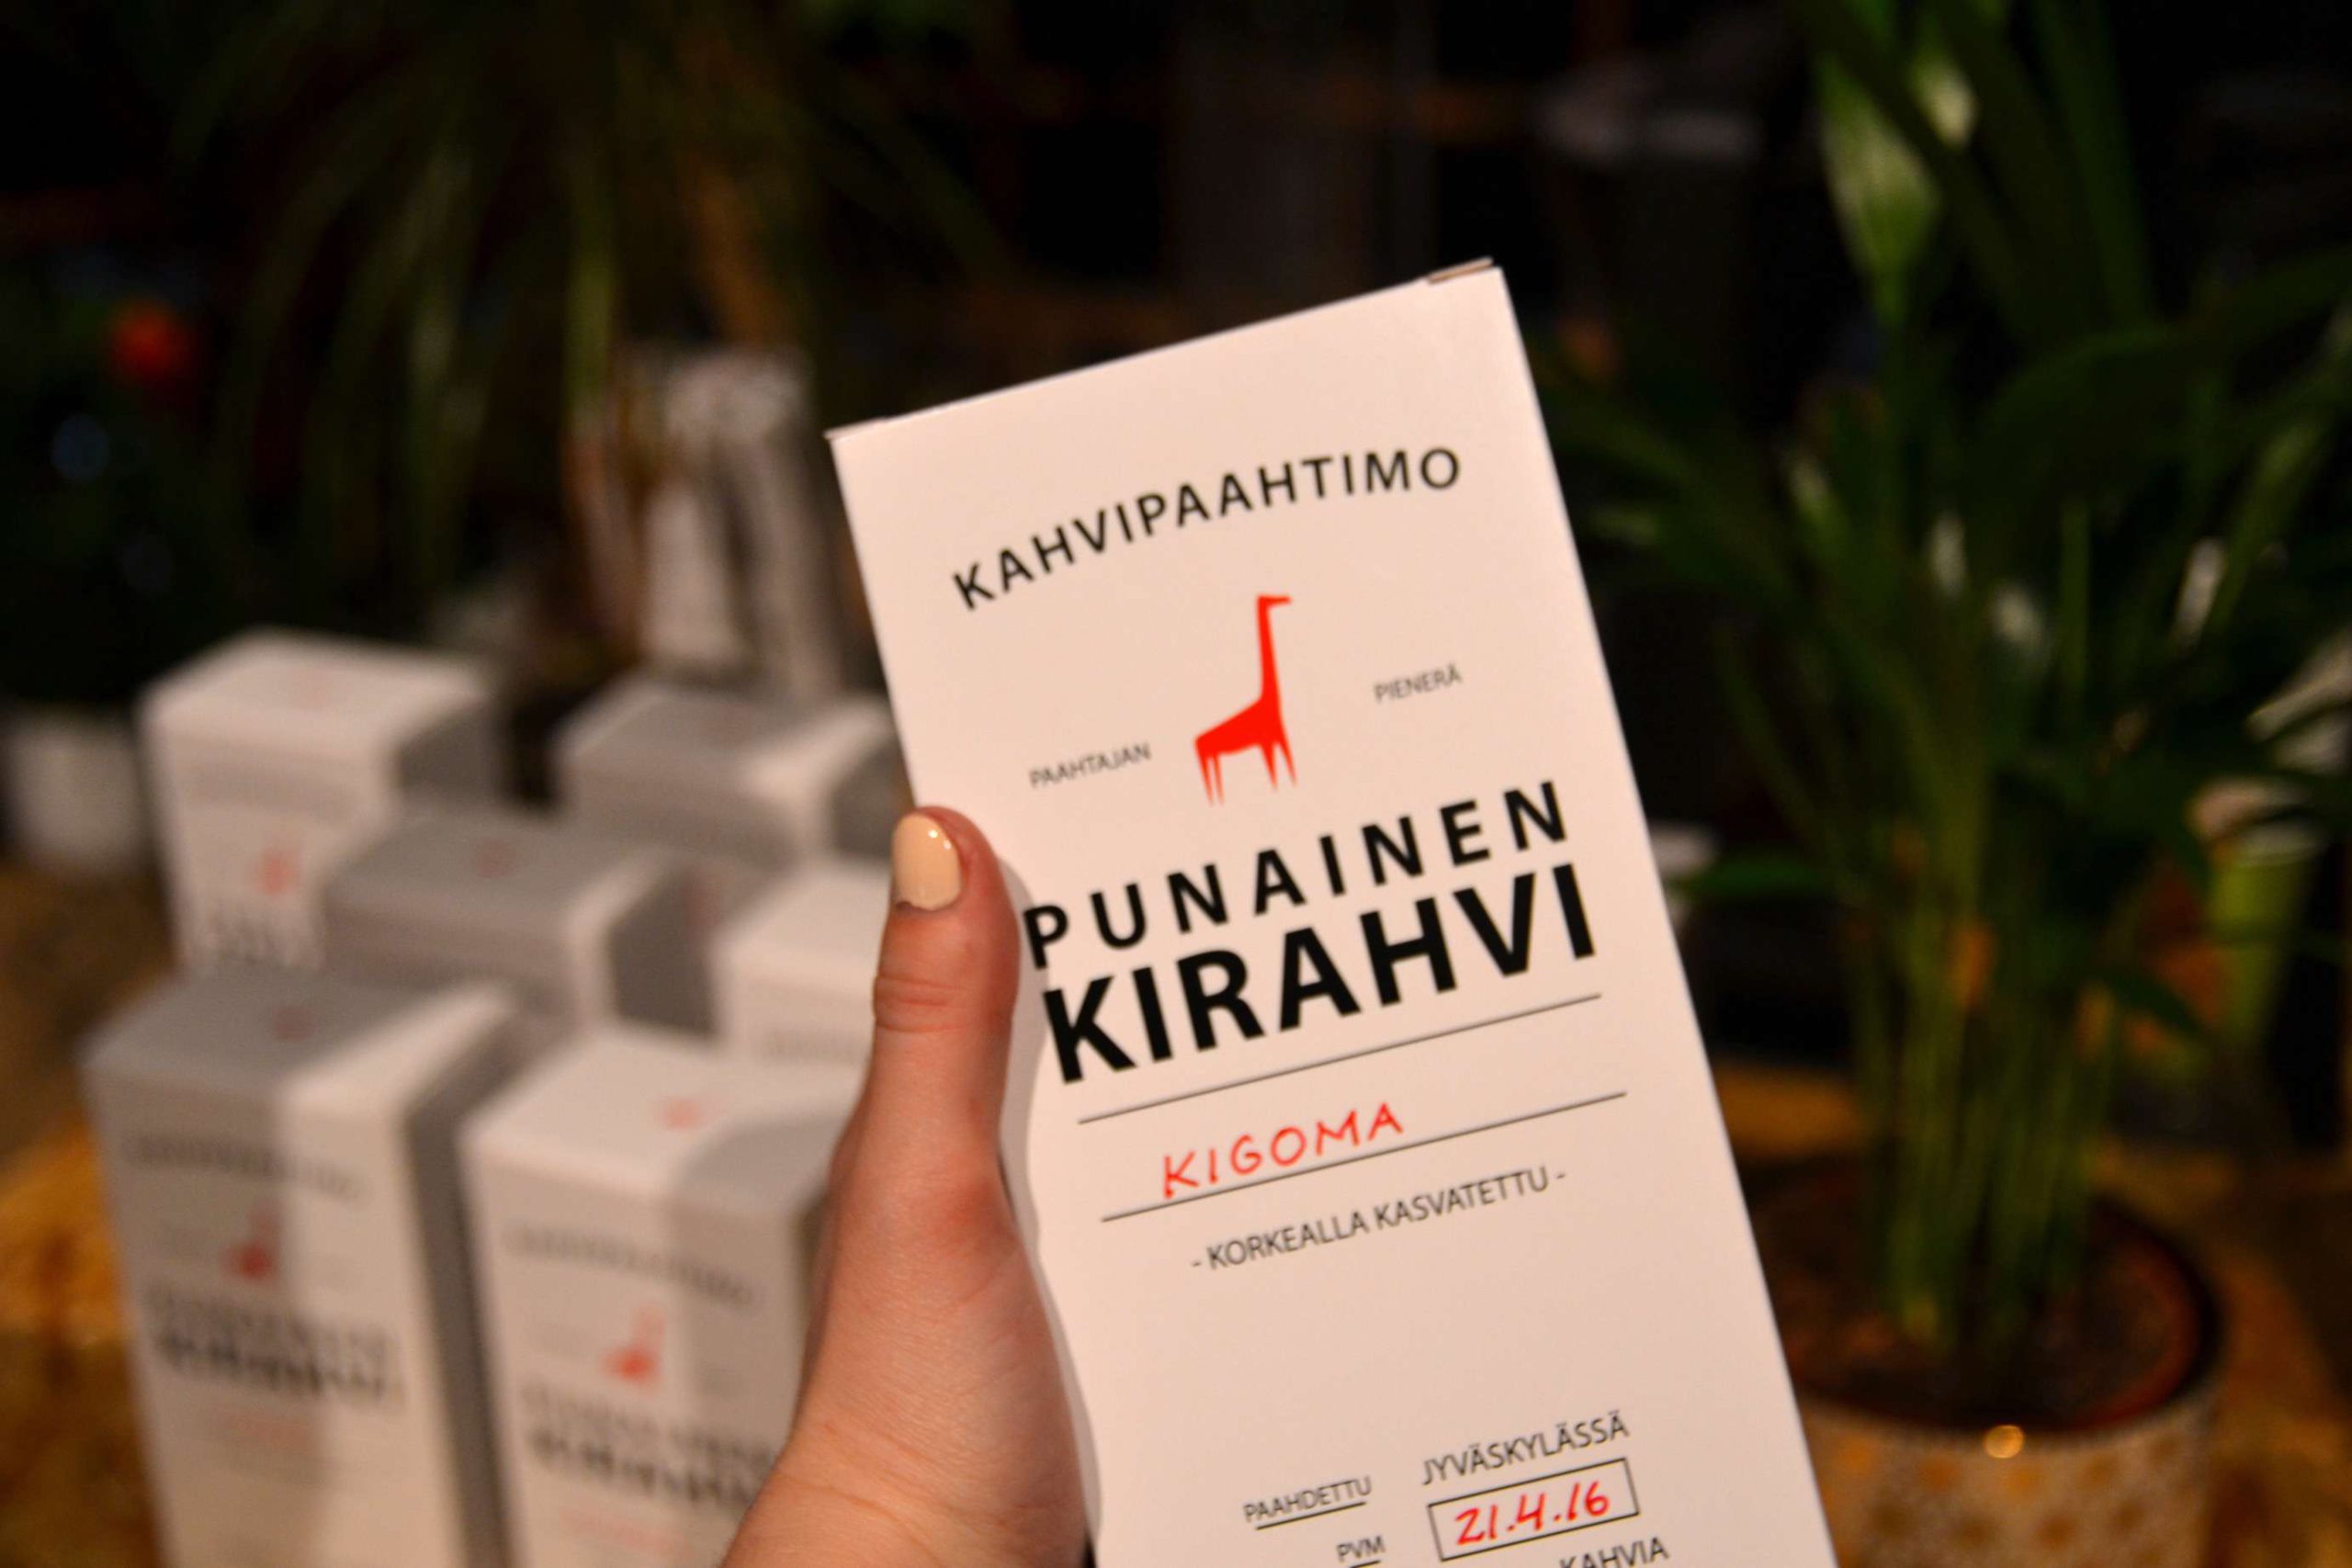 KAHVIPAAHTIMO
PAAHTAJAN PIENERÄ
PUNAINEN
KIRAHVI
KIGOMA
- KORKEALLA KASVATETTU -
PAAHDETTU JYVÄSKYLÄSSÄ
PVM 21.4.16
KAHVIA